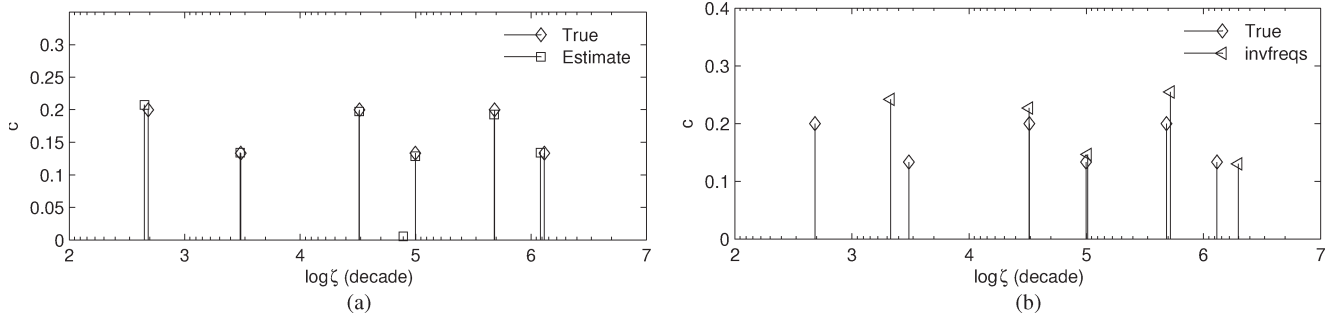 0.3
0.25
0.2
0.15
0.1
0.05
0
c
True
Estimate
2 3 4 5 6 7
log ζ (decade)
(a)
0.4
0.3
0.2
0.1
0
c
True
invfreqs
2 3 4 5 6 7
log ζ (decade)
(b)